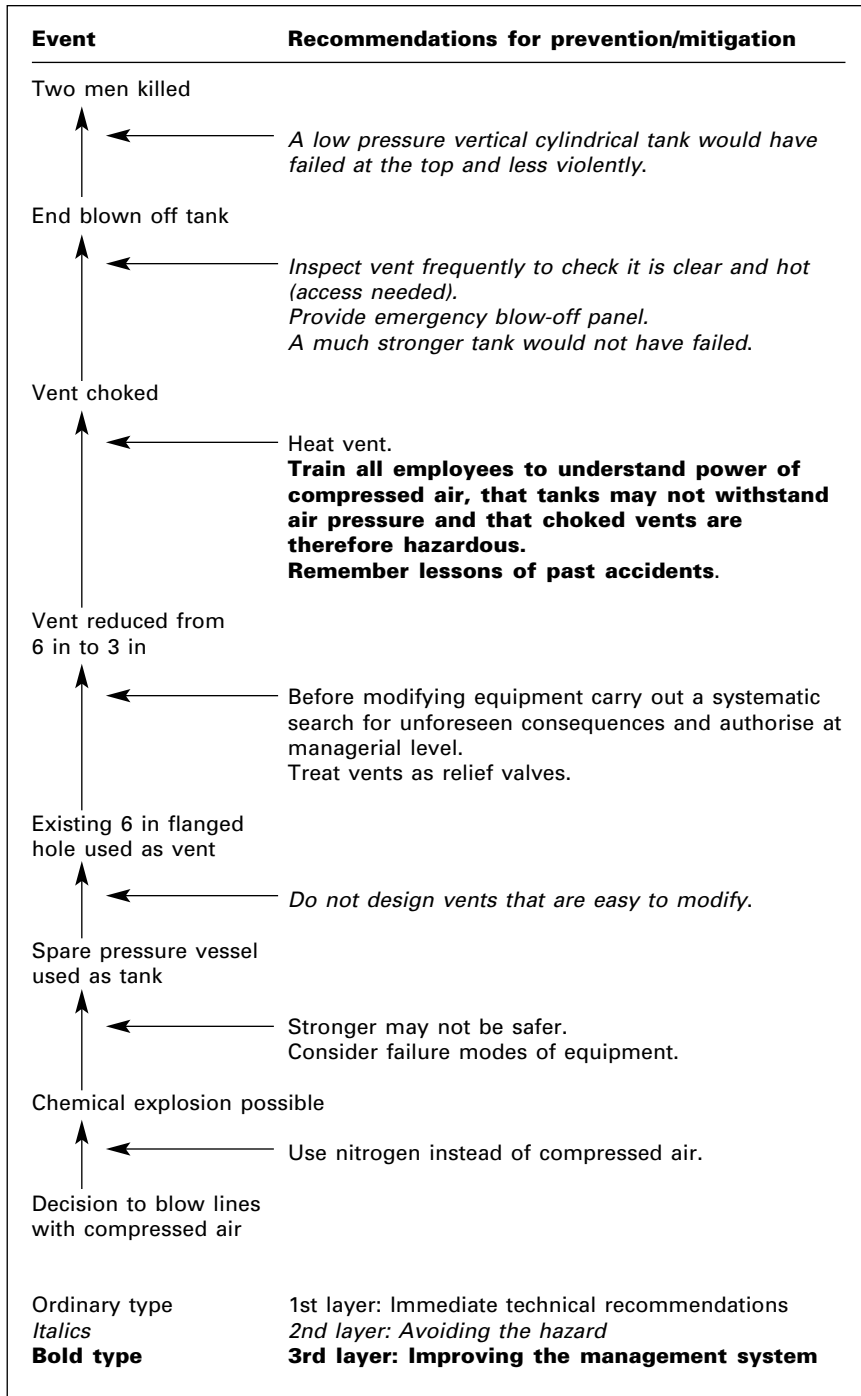 Event Recommendations for prevention/mitigation
Two men killed
A low pressure vertical cylindrical tank would have
failed at the top and less violently.
End blown off tank
Inspect vent frequently to check it is clear and hot
(access needed).
Provide emergency blow-off panel.
A much stronger tank would not have failed.
Vent choked
Heat vent.
Train all employees to understand power of
compressed air, that tanks may not withstand
air pressure and that choked vents are
therefore hazardous.
Remember lessons of past accidents.
Vent reduced from
6 in to 3 in
Before modifying equipment carry out a systematic
search for unforeseen consequences and authorise at
managerial level.
Treat vents as relief valves.
Existing 6 in flanged
hole used as vent
Do not design vents that are easy to modify.
Spare pressure vessel
used as tank
Stronger may not be safer.
Consider failure modes of equipment.
Chemical explosion possible
Use nitrogen instead of compressed air.
Decision to blow lines
with compressed air
Ordinary type 1st layer: Immediate technical recommendations
Italics 2nd layer: Avoiding the hazard
Bold type 3rd layer: Improving the management system